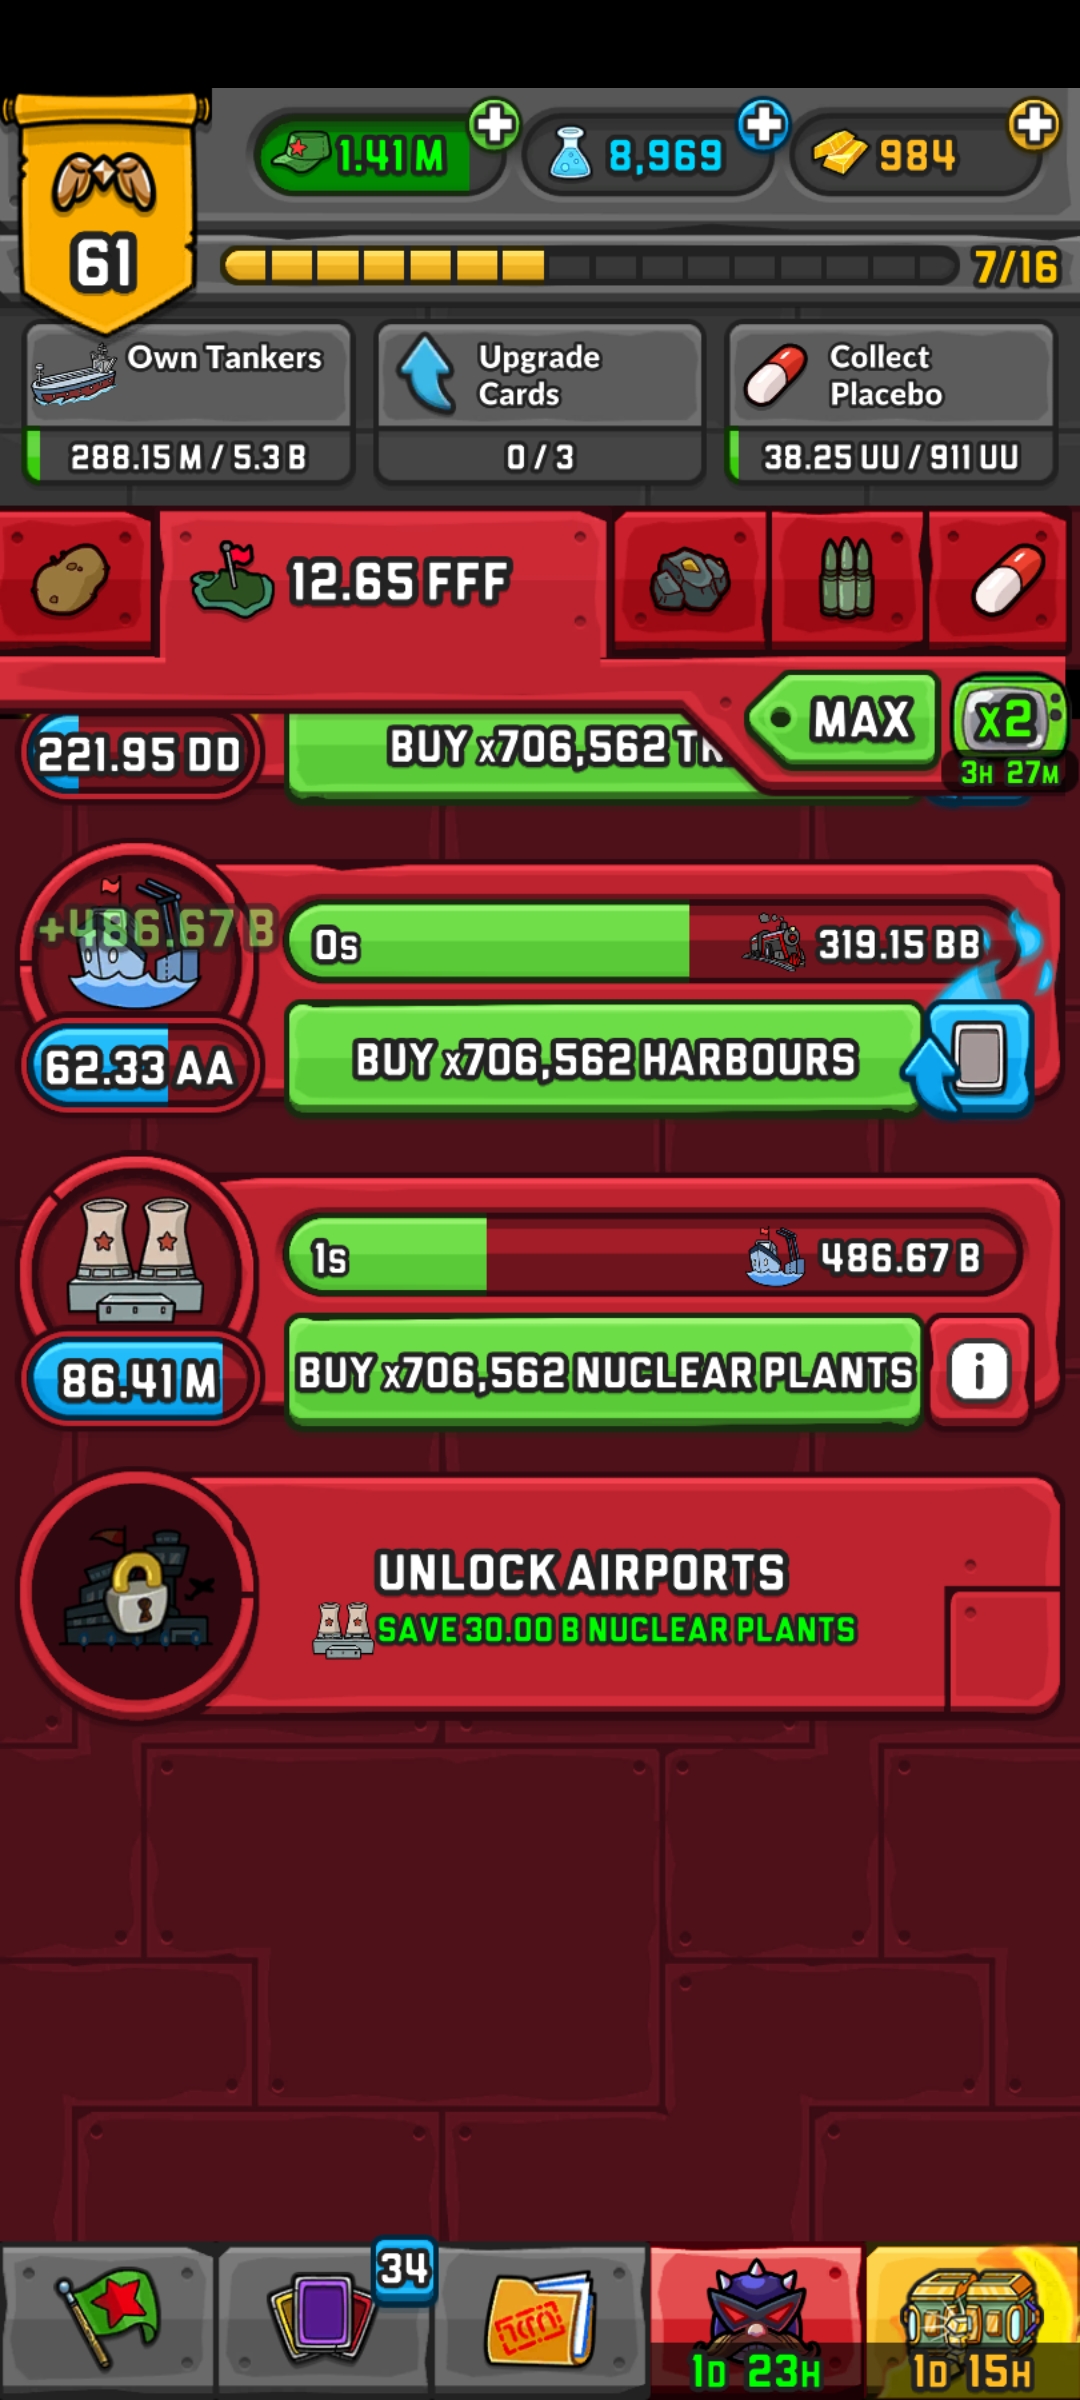 1.41 M
8,969
984
61
7/16
Own Tankers
288.15 M / 5.3 B
Upgrade
Cards
0 / 3
Collect
Placebo
38.25 UU / 911 UU
12.65 FFF
MAX
x2
3H 27M
221.95 DD
BUY x706,562 TR
+486.67 B
0s
319.15 BB
62.33 AA
BUY x706,562 HARBOURS
1s
486.67 B
86.41 M
BUY x706,562 NUCLEAR PLANTS
i
UNLOCK AIRPORTS
SAVE 30.00 B NUCLEAR PLANTS
34
1D 23H
1D 15H